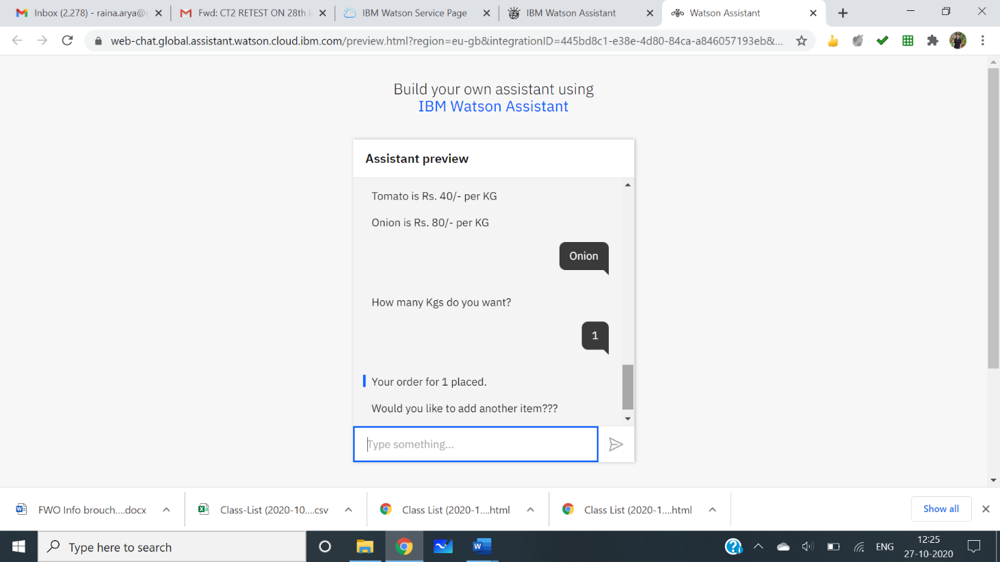 Inbox (2,278) - raina.arya@g
Fwd: CT2 RETEST ON 28th i
IBM Watson Service Page
IBM Watson Assistant
Watson Assistant
web-chat.global.assistant.watson.cloud.ibm.com/preview.html?region=eu-gb&integrationID=445bd8c1-e38e-4d80-84ca-a846057193eb&...
Build your own assistant using
IBM Watson Assistant
Assistant preview
Tomato is Rs. 40/- per KG
Onion is Rs. 80/- per KG
Onion
How many Kgs do you want?
1
Your order for 1 placed.
Would you like to add another item???
Type something...
FWO Info brouch....docx
Class-List (2020-10....csv
Class List (2020-1....html
Class List (2020-1....html
Show all
Type here to search
ENG
12:25
27-10-2020